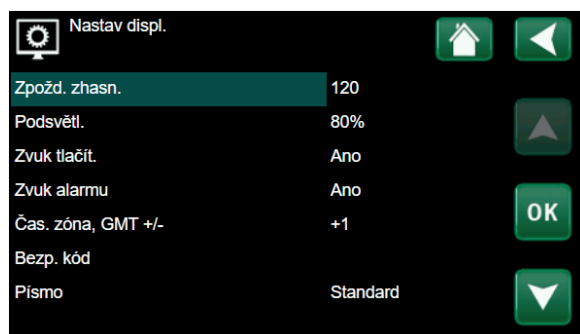 Nastav displ.
Zpožd. zhasn. 120
Podsvětl. 80%
Zvuk tlačít. Ano
Zvuk alarmu Ano
Čas. zóna, GMT +/- +1
OK
Bezp. kód
Písmo Standard